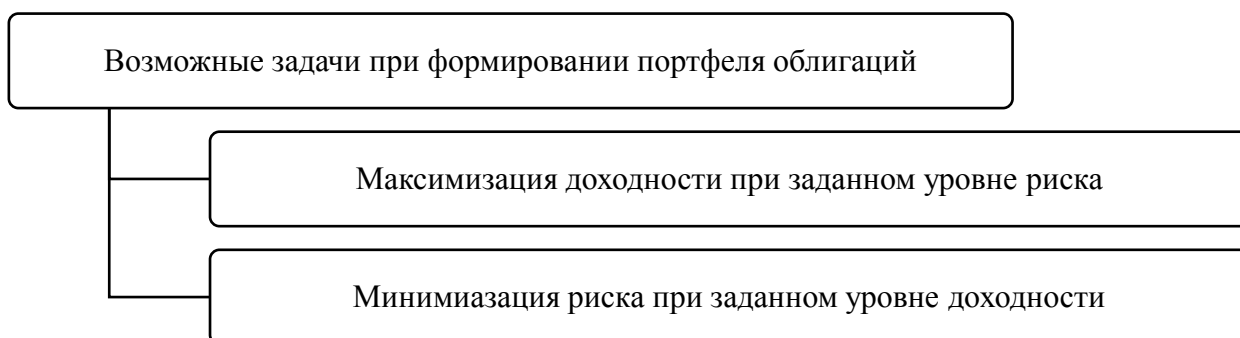 Возможные задачи при формировании портфеля облигаций
Максимизация доходности при заданном уровне риска
Минимиазация риска при заданном уровне доходности